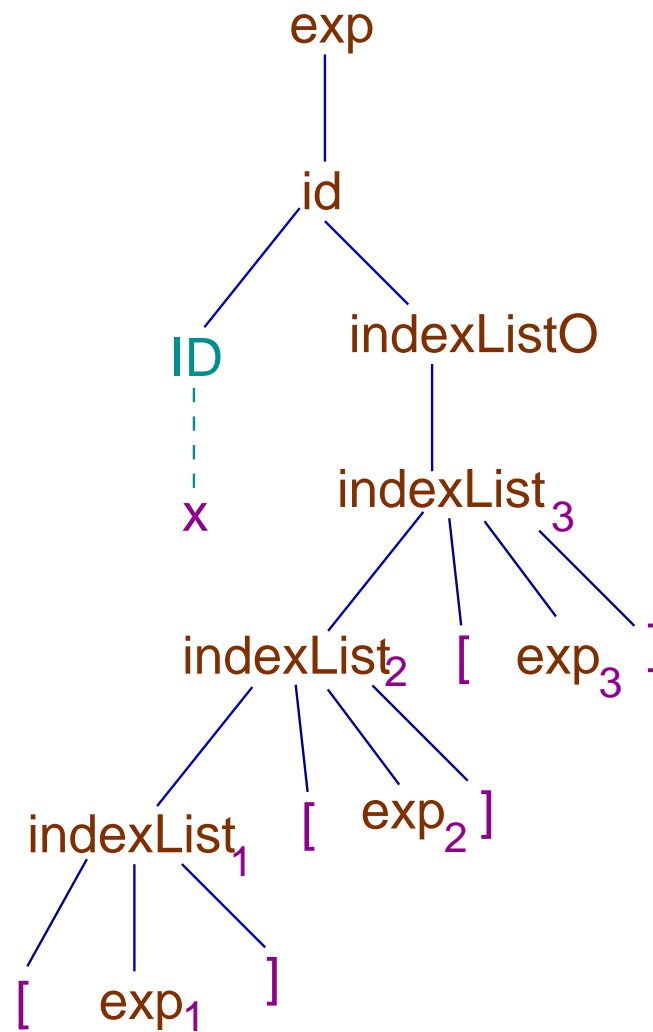 exp
id
ID indexListO
x indexList3
indexList2 [ exp3 ]
indexList1 [ exp2 ]
[ exp1 ]